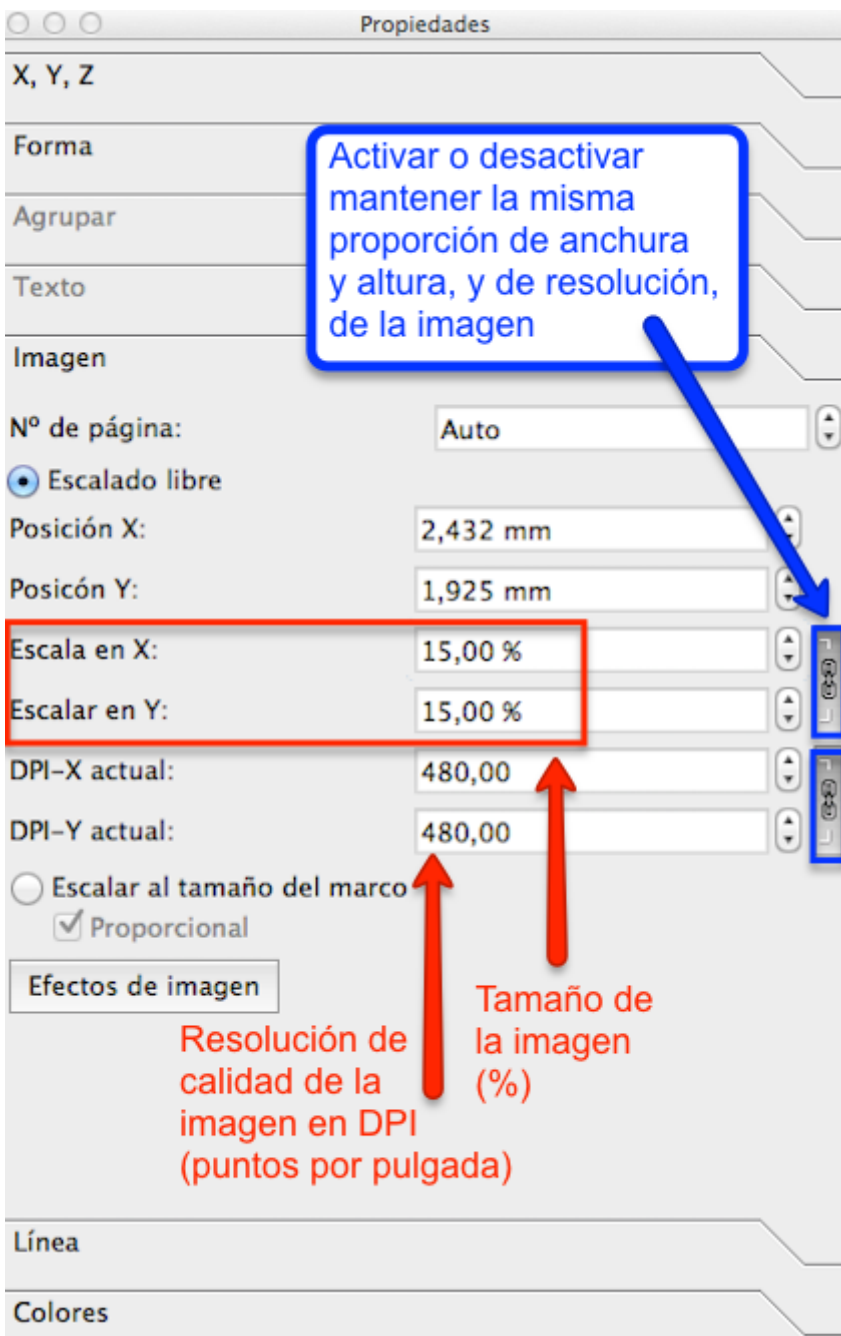 Propiedades
X, Y, Z
Forma
Activar o desactivar
mantener la misma
proporción de anchura
y altura, y de resolución,
de la imagen
Agrupar
Texto
Imagen
Nº de página: Auto
Escalado libre
Posición X: 2,432 mm
Posicón Y: 1,925 mm
Escala en X: 15,00 %
Escalar en Y: 15,00 %
DPI-X actual: 480,00
DPI-Y actual: 480,00
Escalar al tamaño del marco
Proporcional
Efectos de imagen
Tamaño de
la imagen
(%)
Resolución de
calidad de la
imagen en DPI
(puntos por pulgada)
Línea
Colores